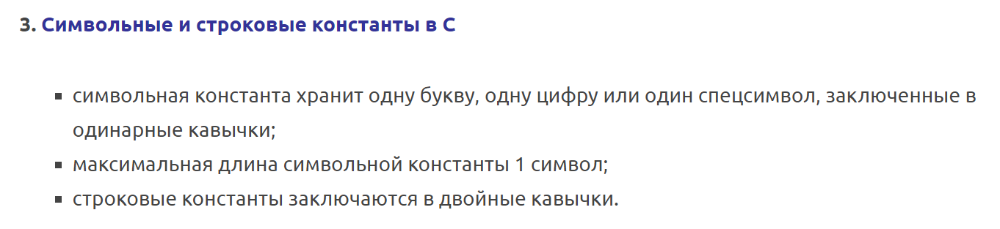 3. Символьные и строковые константы в С
▪ символьная константа хранит одну букву, одну цифру или один спецсимвол, заключенные в
одинарные кавычки;
▪ максимальная длина символьной константы 1 символ;
▪ строковые константы заключаются в двойные кавычки.